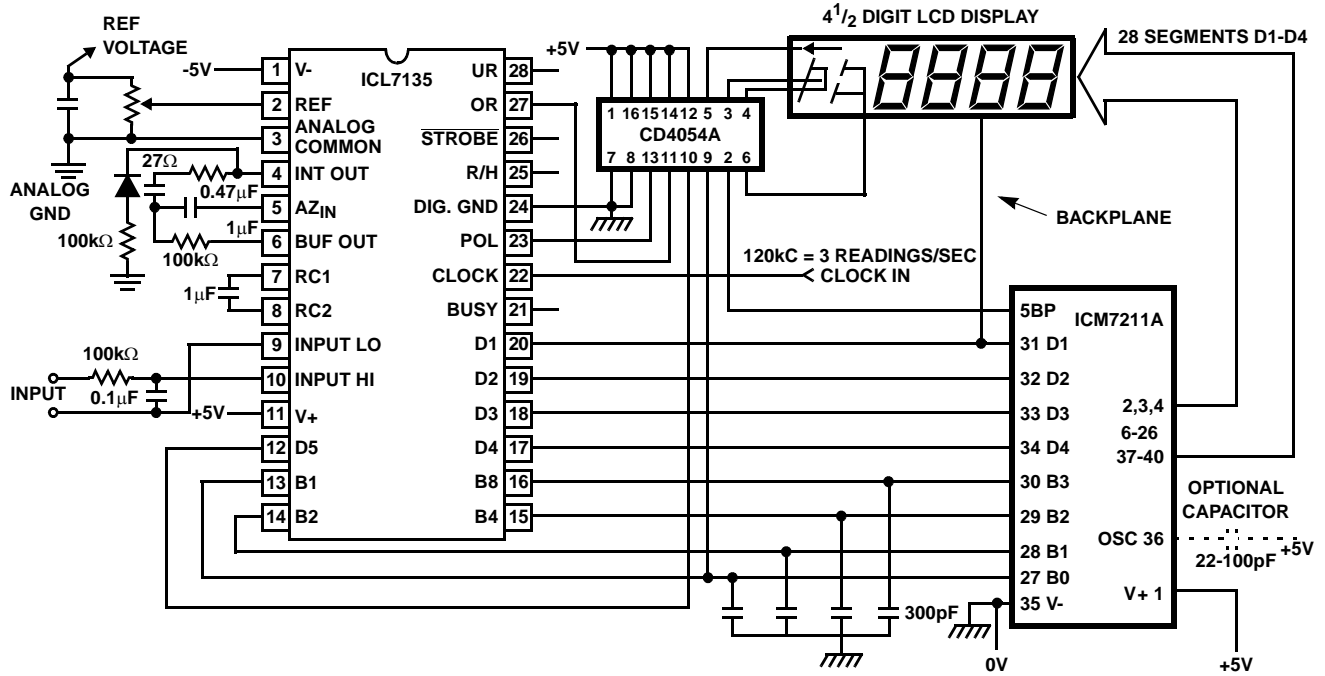 4 1/2 DIGIT LCD DISPLAY
REF
VOLTAGE
28 SEGMENTS D1-D4
-5V
1 V-
ICL7135
UR 28
+5V
2 REF
OR 27
1 16 15 14 12 5 3 4
CD4054A
7 8 13 11 10 9 2 6
3 ANALOG
COMMON
STROBE 26
27Ω
4 INT OUT
R/H 25
0.47μF
ANALOG
GND
5 AZIN
DIG. GND 24
BACKPLANE
1μF
100kΩ
6 BUF OUT
POL 23
100kΩ
120kC = 3 READINGS/SEC
CLOCK IN
7 RC1
CLOCK 22
1μF
8 RC2
BUSY 21
5BP
ICM7211A
9 INPUT LO
D1 20
31 D1
100kΩ
INPUT
0.1μF
10 INPUT HI
D2 19
32 D2
+5V
11 V+
D3 18
33 D3
2,3,4
6-26
37-40
12 D5
D4 17
34 D4
13 B1
B8 16
30 B3
OPTIONAL
CAPACITOR
14 B2
B4 15
29 B2
OSC 36
+5V
22-100pF
28 B1
27 B0
V+ 1
300pF
35 V-
0V
+5V